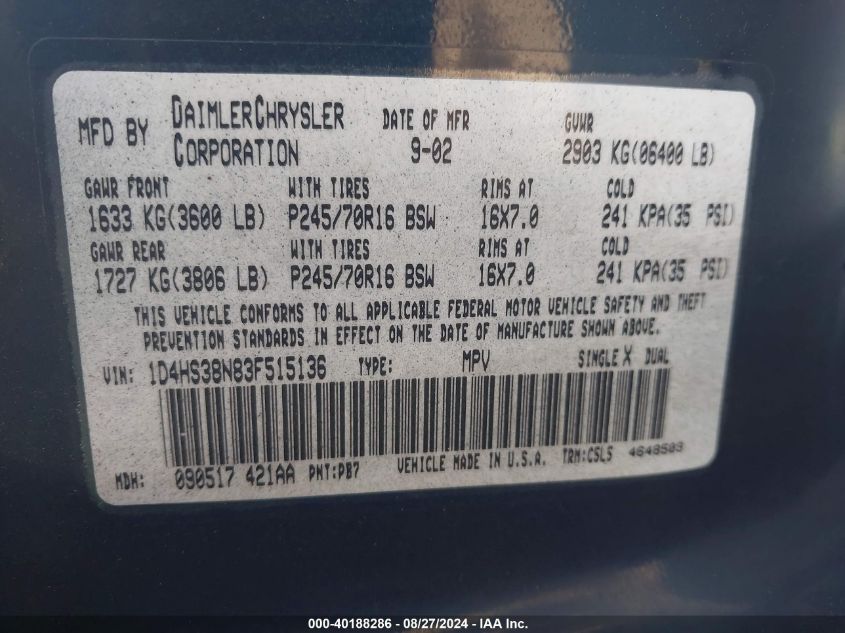 MFD BY DAIMLERCHRYSLER CORPORATION DATE OF MFR 9-02 GVWR 2903 KG(06400 LB)
GAWR FRONT WITH TIRES RIMS AT COLD
1633 KG(3600 LB) P245/70R16 BSW 16X7.0 241 KPA(35 PSI)
GAWR REAR WITH TIRES RIMS AT COLD
1727 KG(3806 LB) P245/70R16 BSW 16X7.0 241 KPA(35 PSI)
THIS VEHICLE CONFORMS TO ALL APPLICABLE FEDERAL MOTOR VEHICLE SAFETY AND THEFT
PREVENTION STANDARDS IN EFFECT ON THE DATE OF MANUFACTURE SHOWN ABOVE.
VIN: 1D4HS38N83F515136 TYPE: MPV SINGLE X DUAL
MDH: 090517 421AA PNT:PB7 VEHICLE MADE IN U.S.A. TRM:CSL5
000-40188286 - 08/27/2024 - IAA Inc.